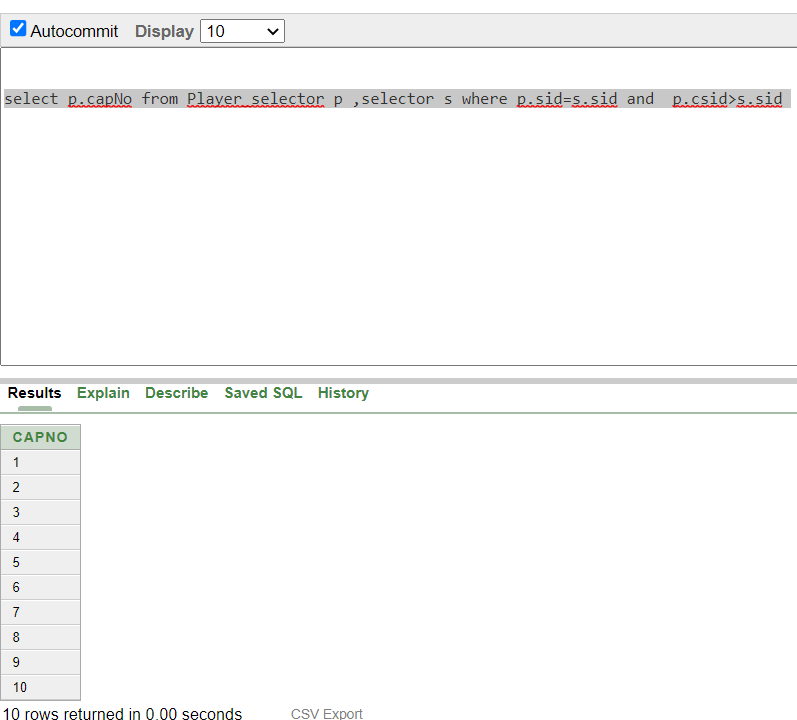 Autocommit Display 10
select p.capNo from Player_selector p ,selector s where p.sid=s.sid and  p.csid>s.sid
Results Explain Describe Saved SQL History
CAPNO
1
2
3
4
5
6
7
8
9
10
10 rows returned in 0.00 seconds CSV Export